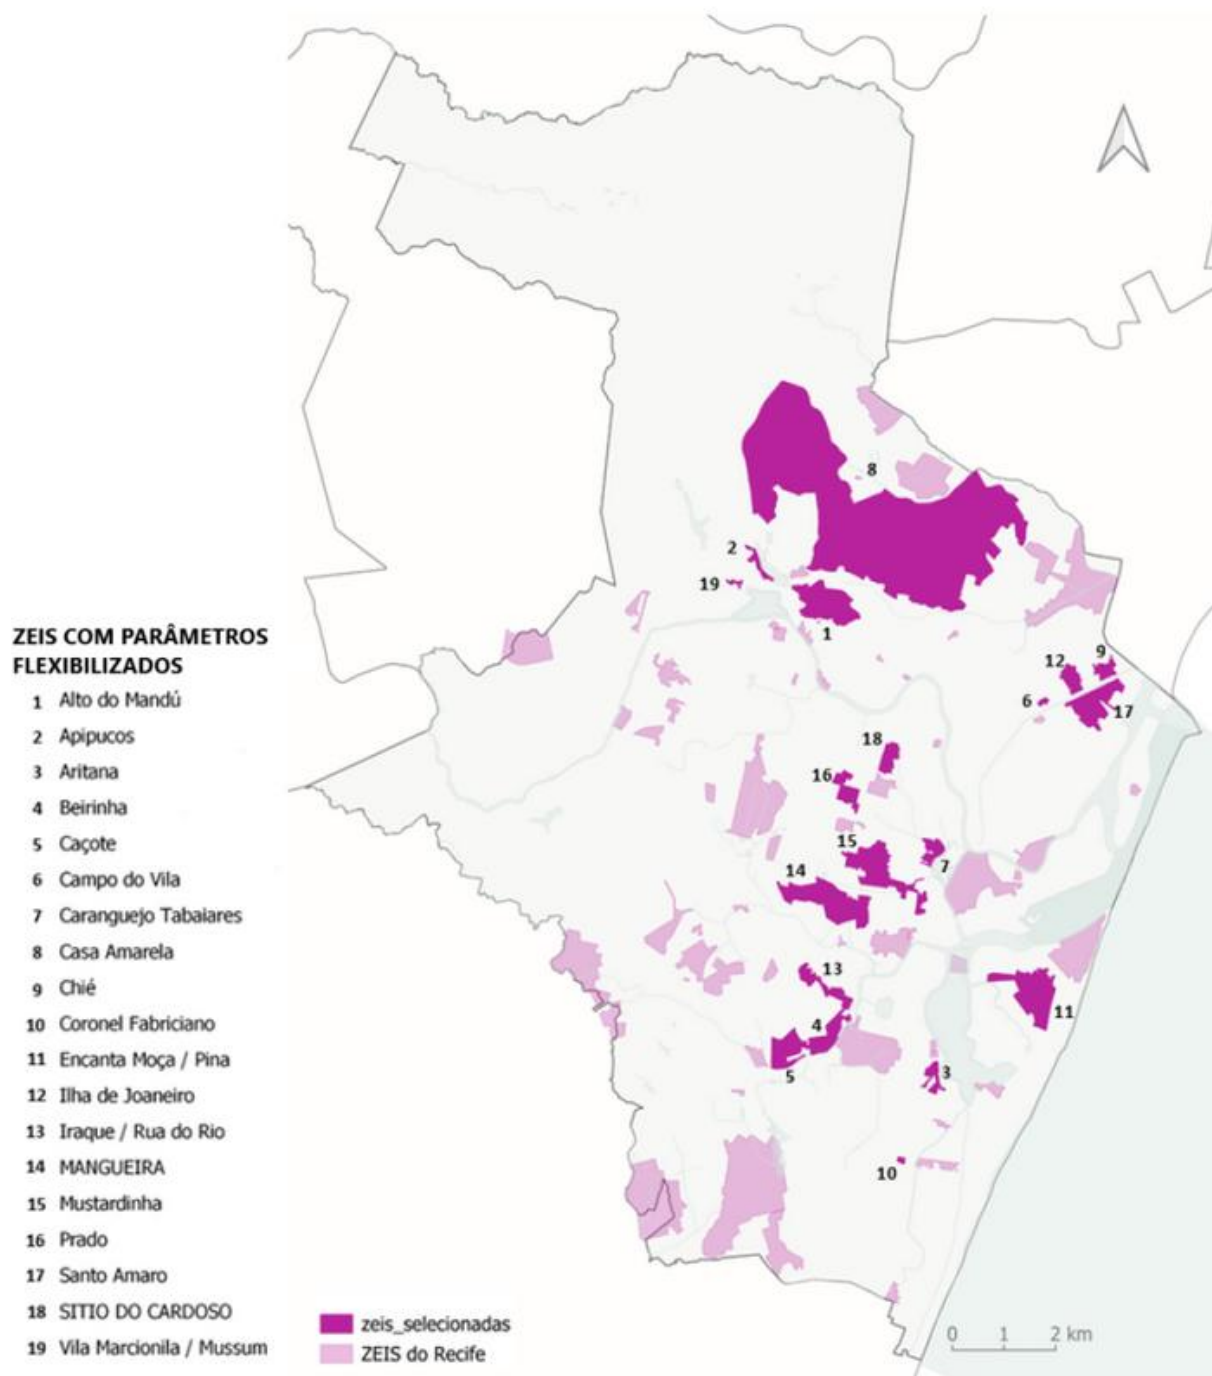 8
2
19
1
9
12
6
17
18
16
15
7
14
13
11
4
5
3
10
ZEIS COM PARÂMETROS
FLEXIBILIZADOS
1 Alto do Mandú
2 Apipucos
3 Aritana
4 Beirinha
5 Caçote
6 Campo do Vila
7 Caranguejo Tabaiares
8 Casa Amarela
9 Chié
10 Coronel Fabriciano
11 Encanta Moça / Pina
12 Ilha de Joaneiro
13 Iraque / Rua do Rio
14 MANGUEIRA
15 Mustardinha
16 Prado
17 Santo Amaro
18 SITIO DO CARDOSO
19 Vila Marcionila / Mussum
zeis_selecionadas
ZEIS do Recife
0 1 2 km